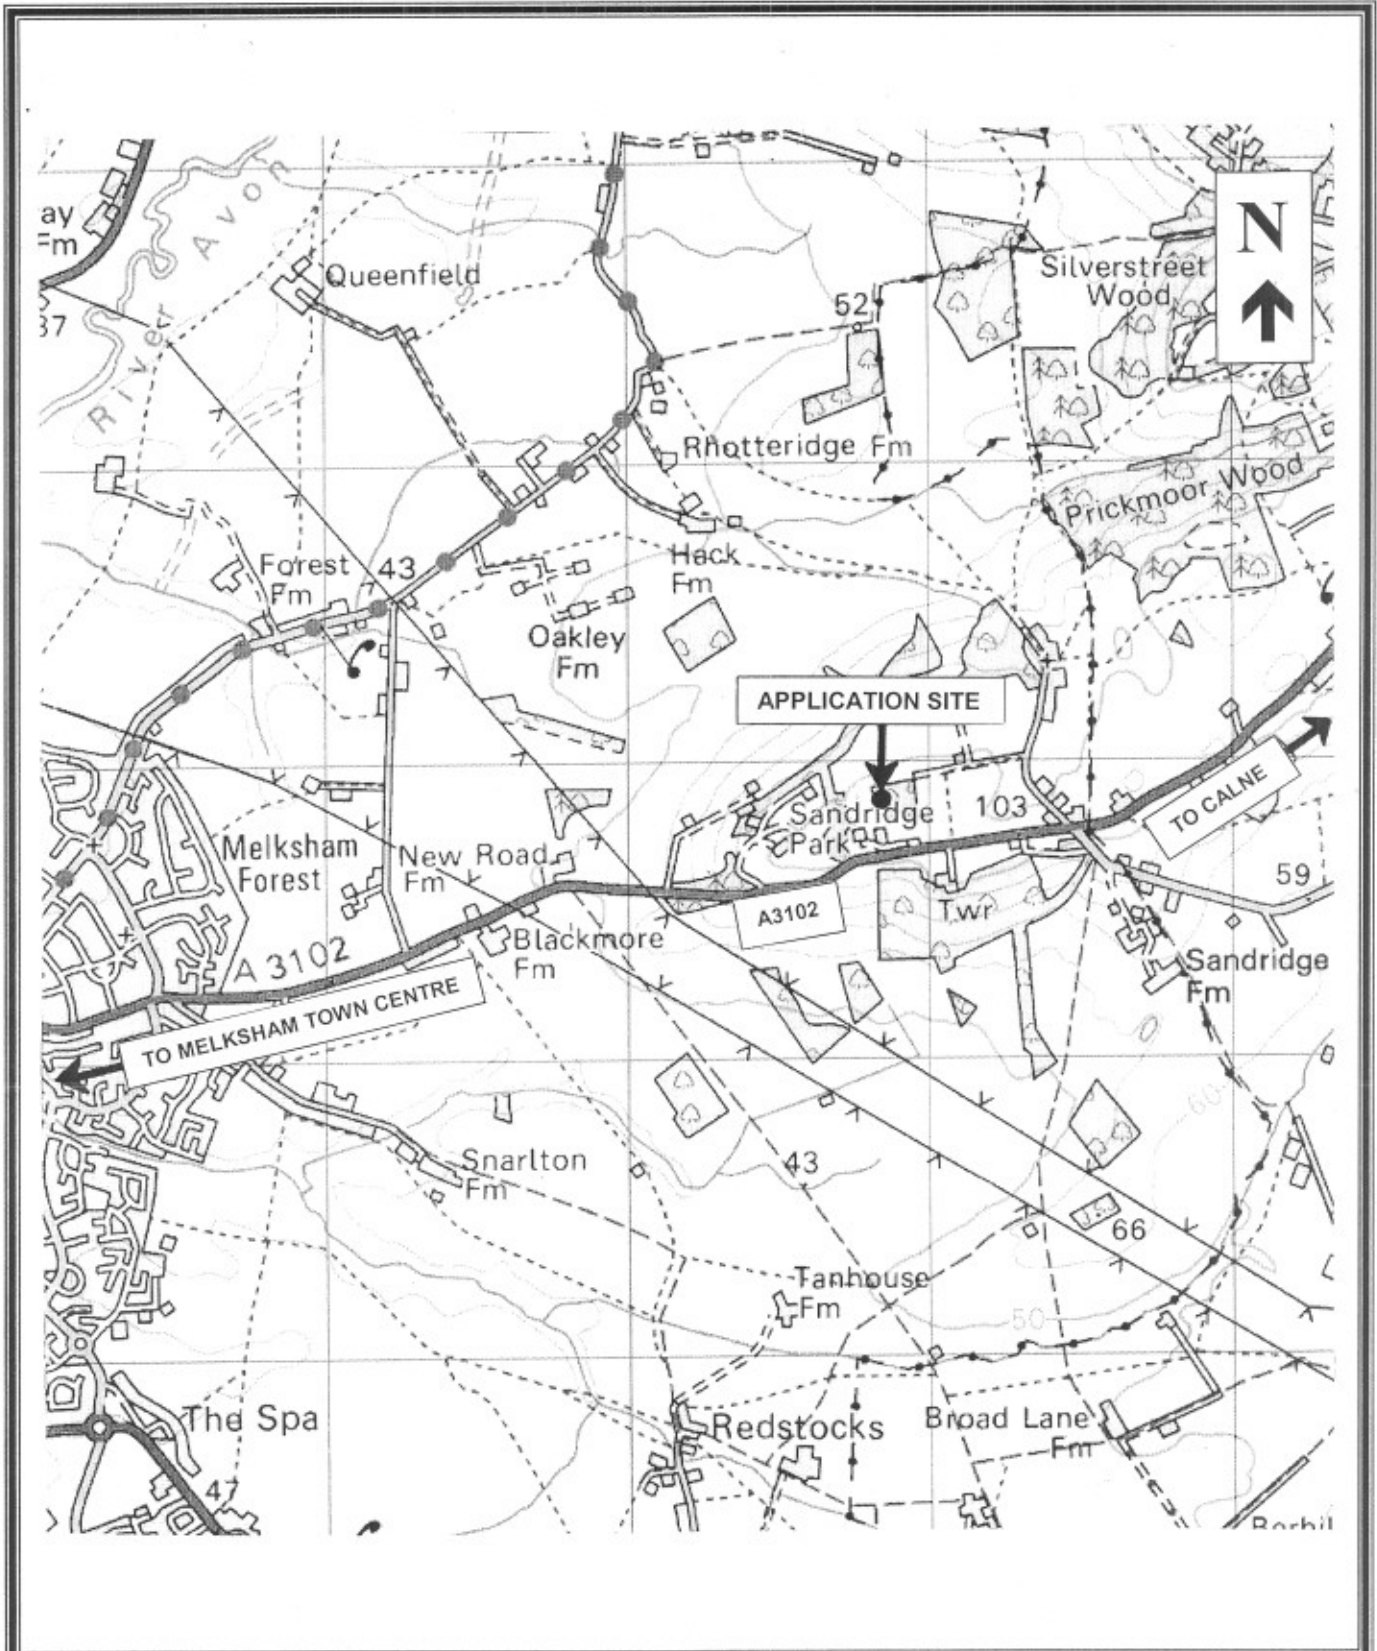 ay
Fm
37
River Avon
Queenfield
52
Silverstreet
Wood
N
Rhotteridge Fm
Prickmoor Wood
Forest
Fm
43
Hack
Fm
Oakley
Fm
APPLICATION SITE
Sandridge
Park
103
TO CALNE
Melksham
Forest
New Road
Fm
59
A3102
Twr
A 3102
Blackmore
Fm
Sandridge
Fm
TO MELKSHAM TOWN CENTRE
60
Snarlton
Fm
43
66
Tanhouse
Fm
50
The Spa
Redstocks
Broad Lane
Fm
47